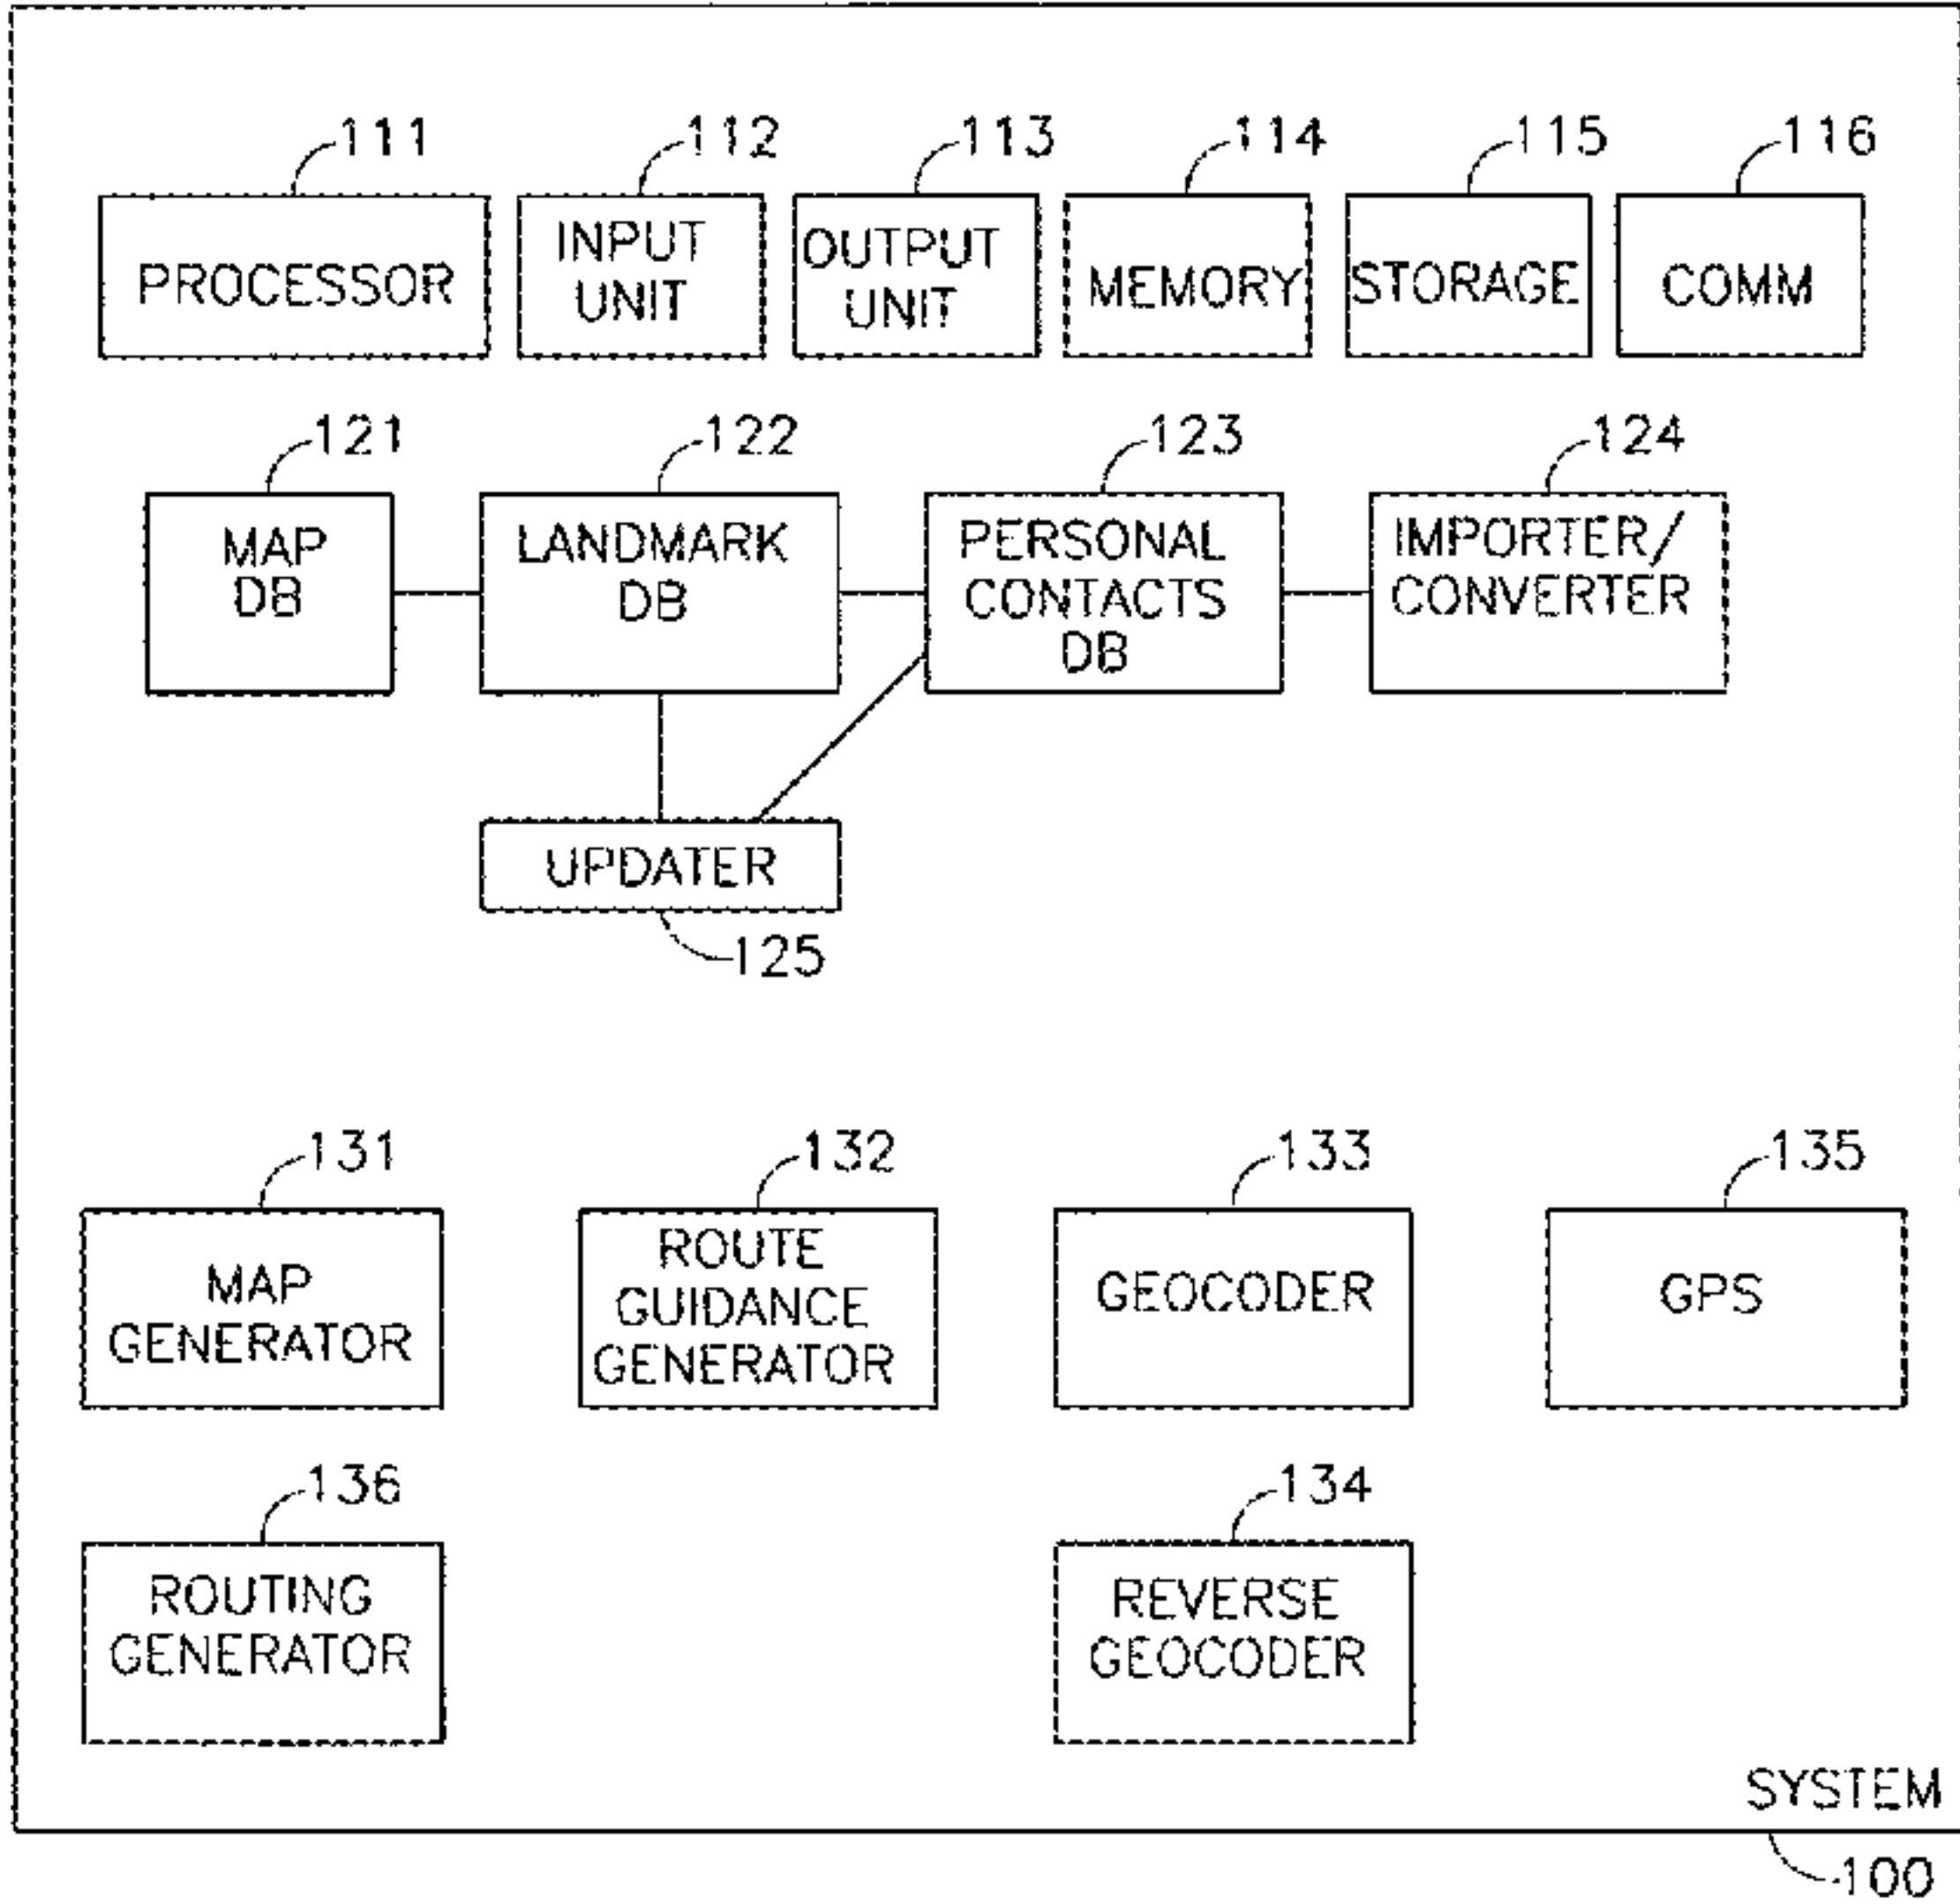 111
112
113
114
115
116
PROCESSOR
INPUT
UNIT
OUTPUT
UNIT
MEMORY
STORAGE
COMM
121
122
123
124
MAP
DB
LANDMARK
DB
PERSONAL
CONTACTS
DB
IMPORTER/
CONVERTER
UPDATER
125
131
132
133
135
MAP
GENERATOR
ROUTE
GUIDANCE
GENERATOR
GEOCODER
GPS
136
134
ROUTING
GENERATOR
REVERSE
GEOCODER
SYSTEM
100